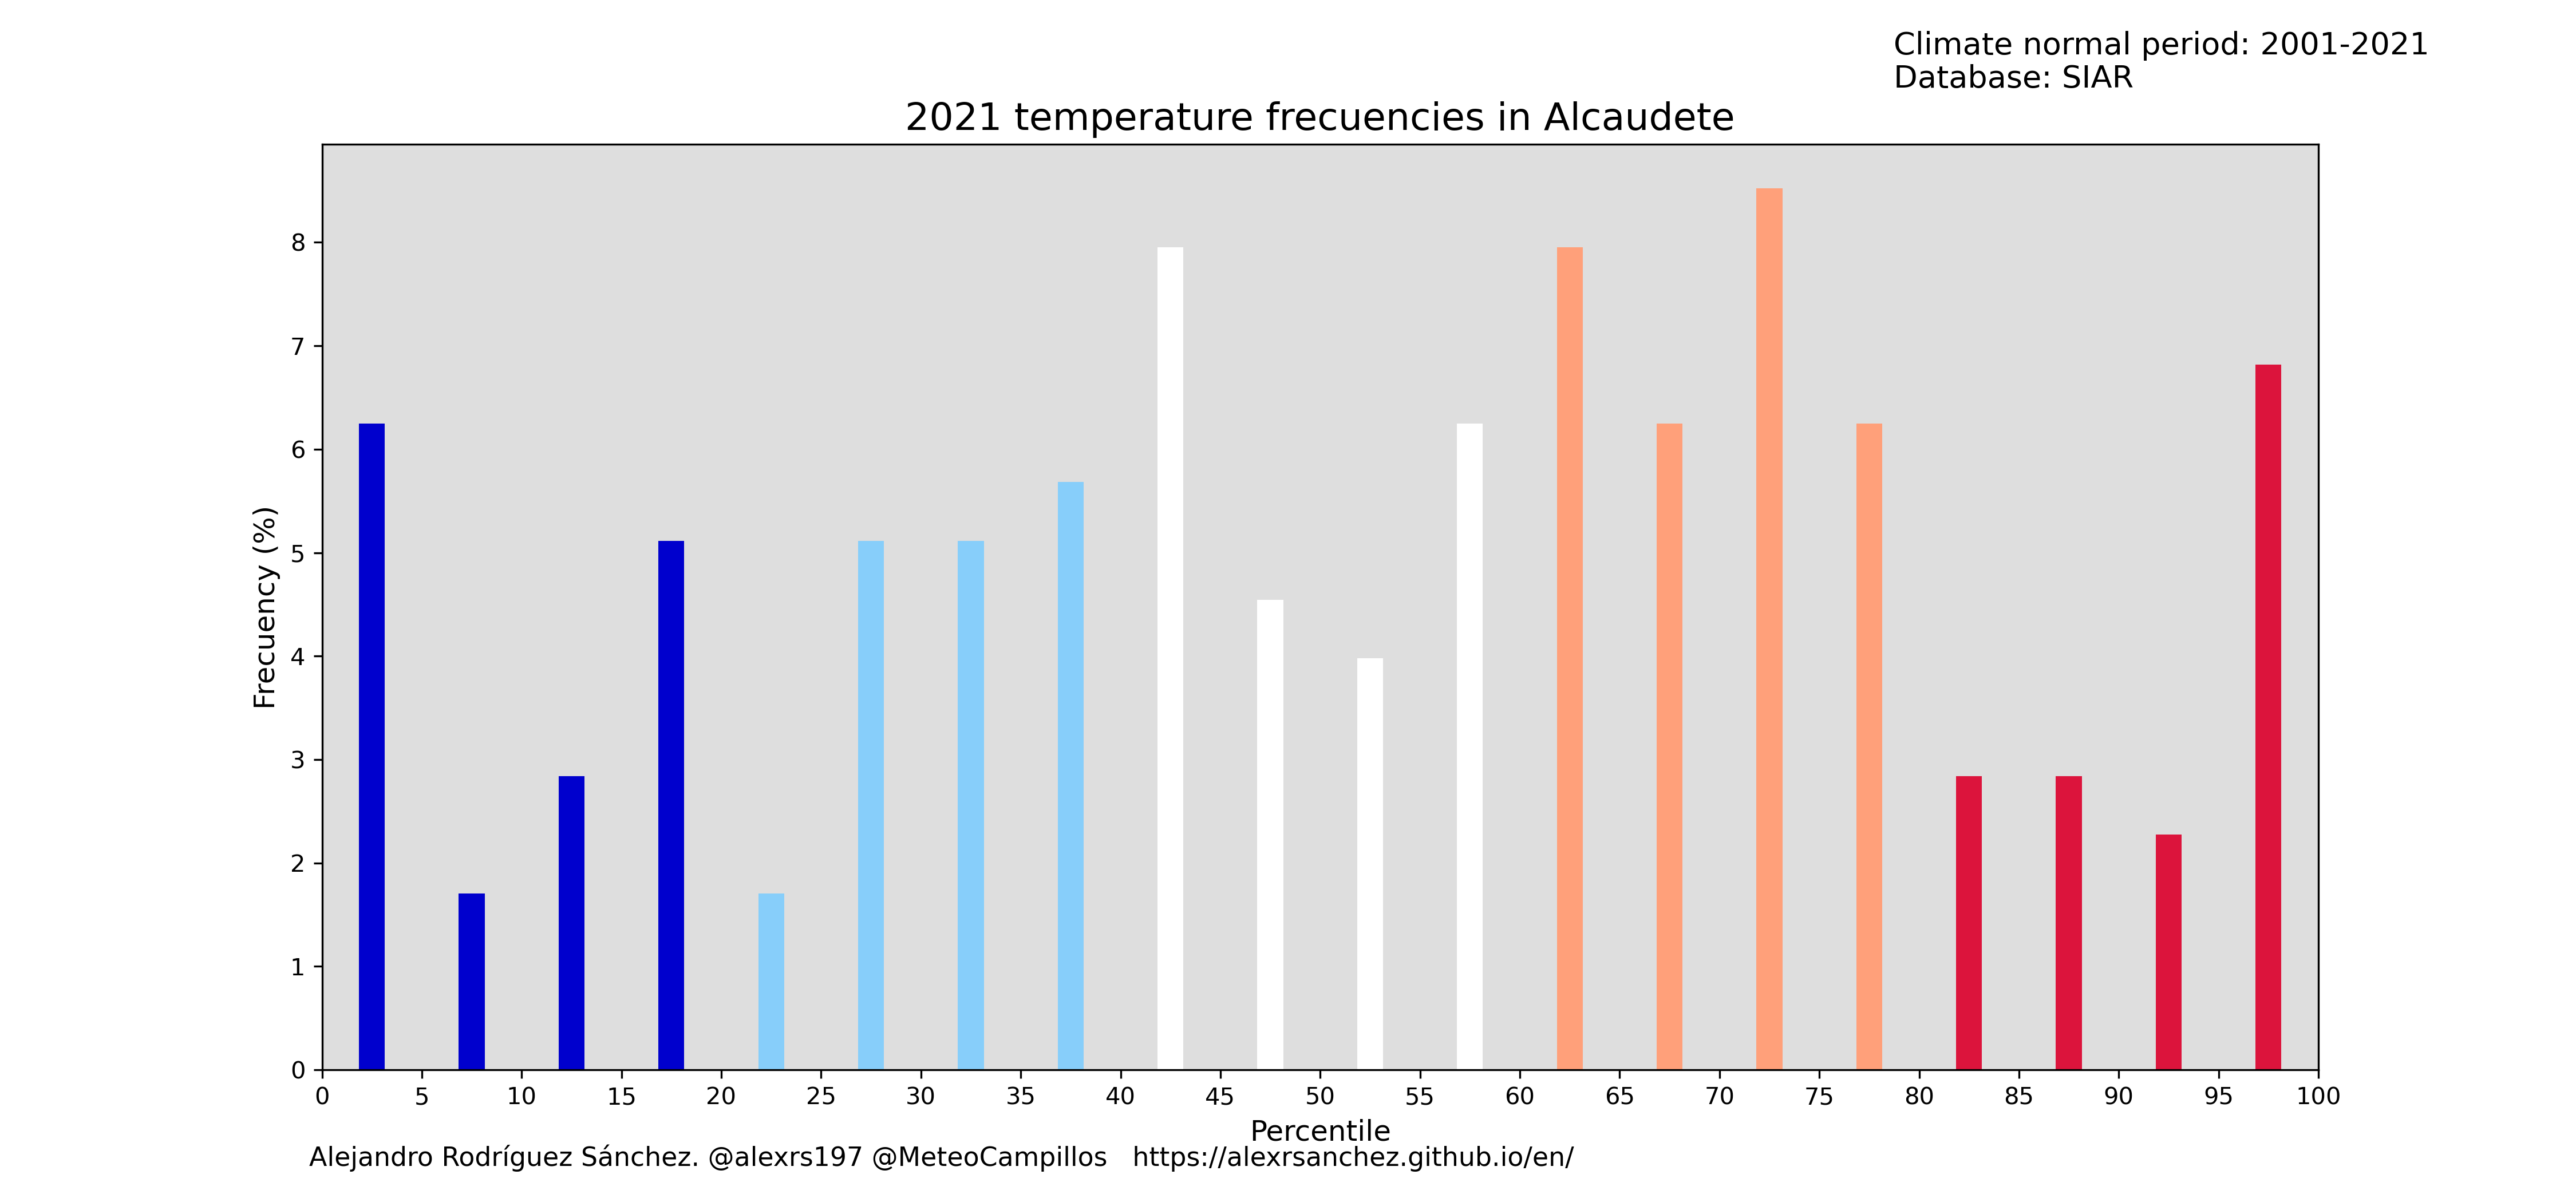 Climate normal period: 2001-2021
Database: SIAR
2021 temperature frecuencies in Alcaudete
Frecuency (%)
8
7
6
5
4
3
2
1
0
0 5 10 15 20 25 30 35 40 45 50 55 60 65 70 75 80 85 90 95 100
Percentile
Alejandro Rodríguez Sánchez. @alexrs197 @MeteoCampillos https://alexrsanchez.github.io/en/